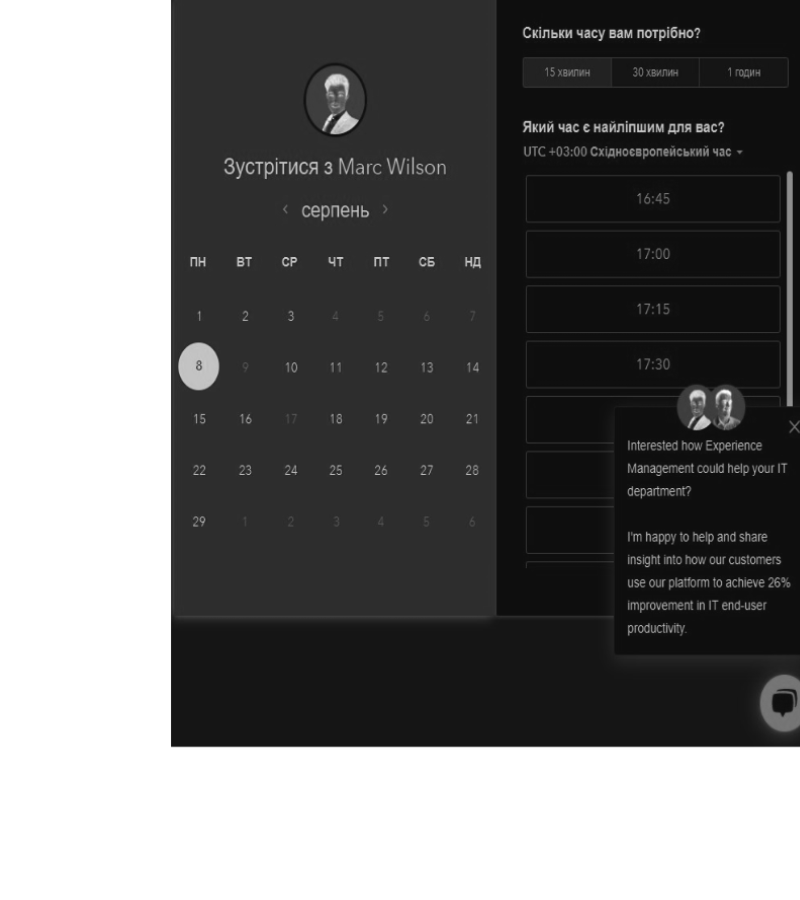 Зустрітися з Marc Wilson
‹ серпень ›
ПН ВТ СР ЧТ ПТ СБ НД
1 2 3 4 5 6 7
8 9 10 11 12 13 14
15 16 17 18 19 20 21
22 23 24 25 26 27 28
29 1 2 3 4 5 6
Скільки часу вам потрібно?
15 хвилин 30 хвилин 1 годин
Який час є найліпшим для вас?
UTC +03:00 Східноєвропейський час
16:45
17:00
17:15
17:30
Interested how Experience
Management could help your IT
department?
I'm happy to help and share
insight into how our customers
use our platform to achieve 26%
improvement in IT end-user
productivity.